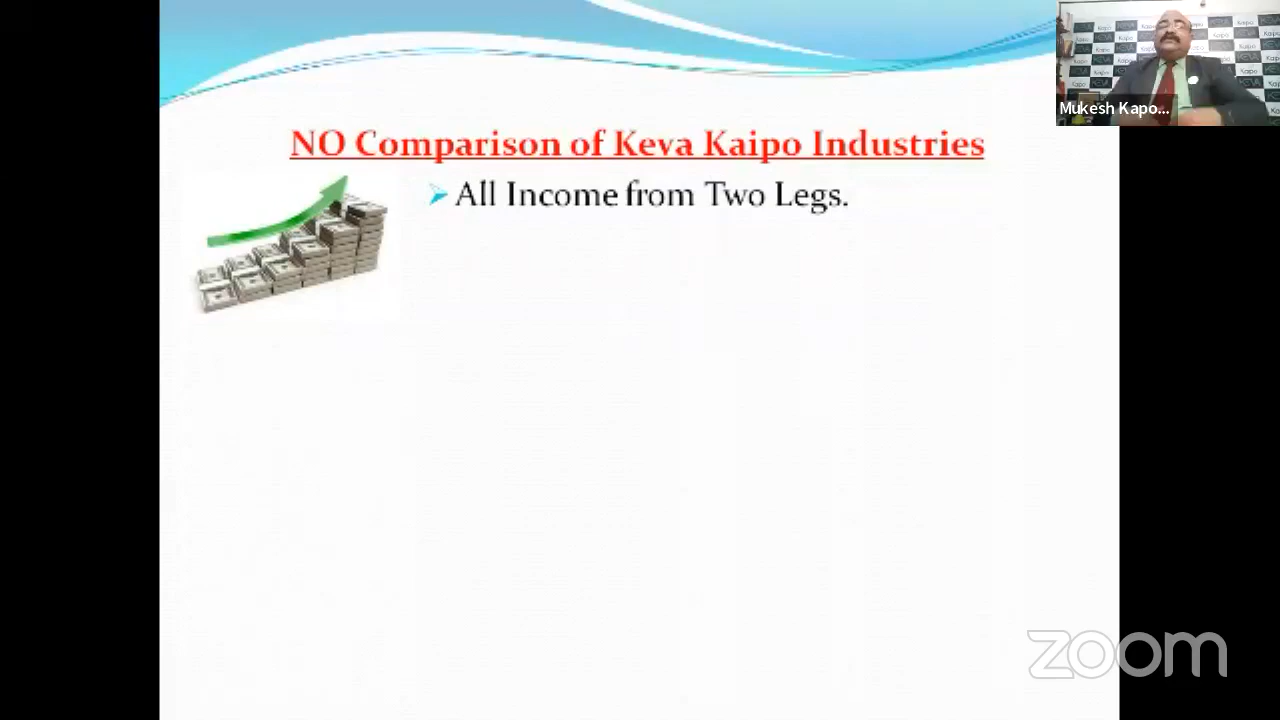 NO Comparison of Keva Kaipo Industries
All Income from Two Legs.
Mukesh Kapo...
zoom